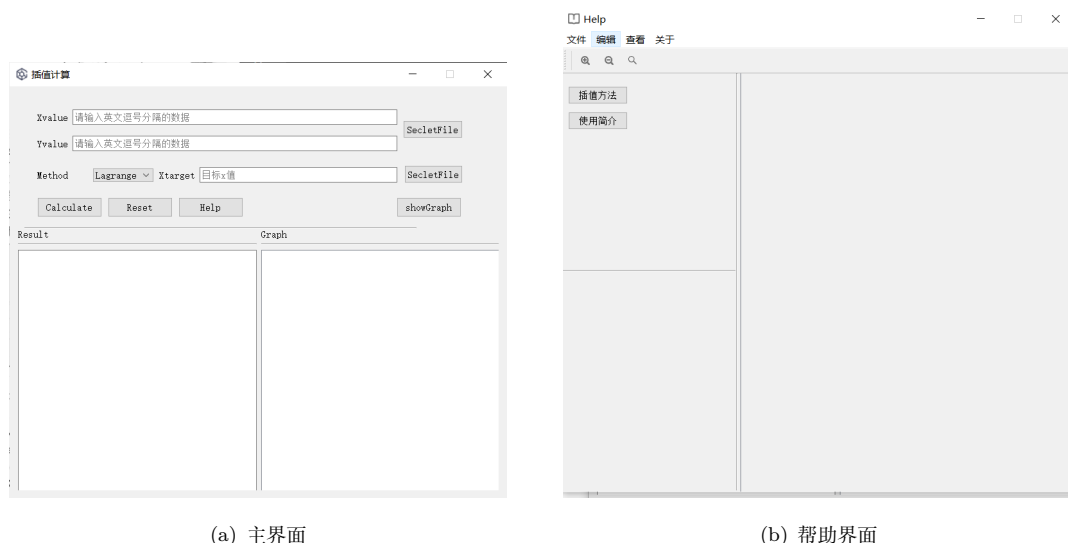 插值计算
Xvalue 请输入英文逗号分隔的数据
SecletFile
Yvalue 请输入英文逗号分隔的数据
Method Lagrange Xtarget 目标x值 SecletFile
Calculate Reset Help showGraph
Result Graph
(a) 主界面
Help
文件 编辑 查看 关于
插值方法
使用简介
(b) 帮助界面